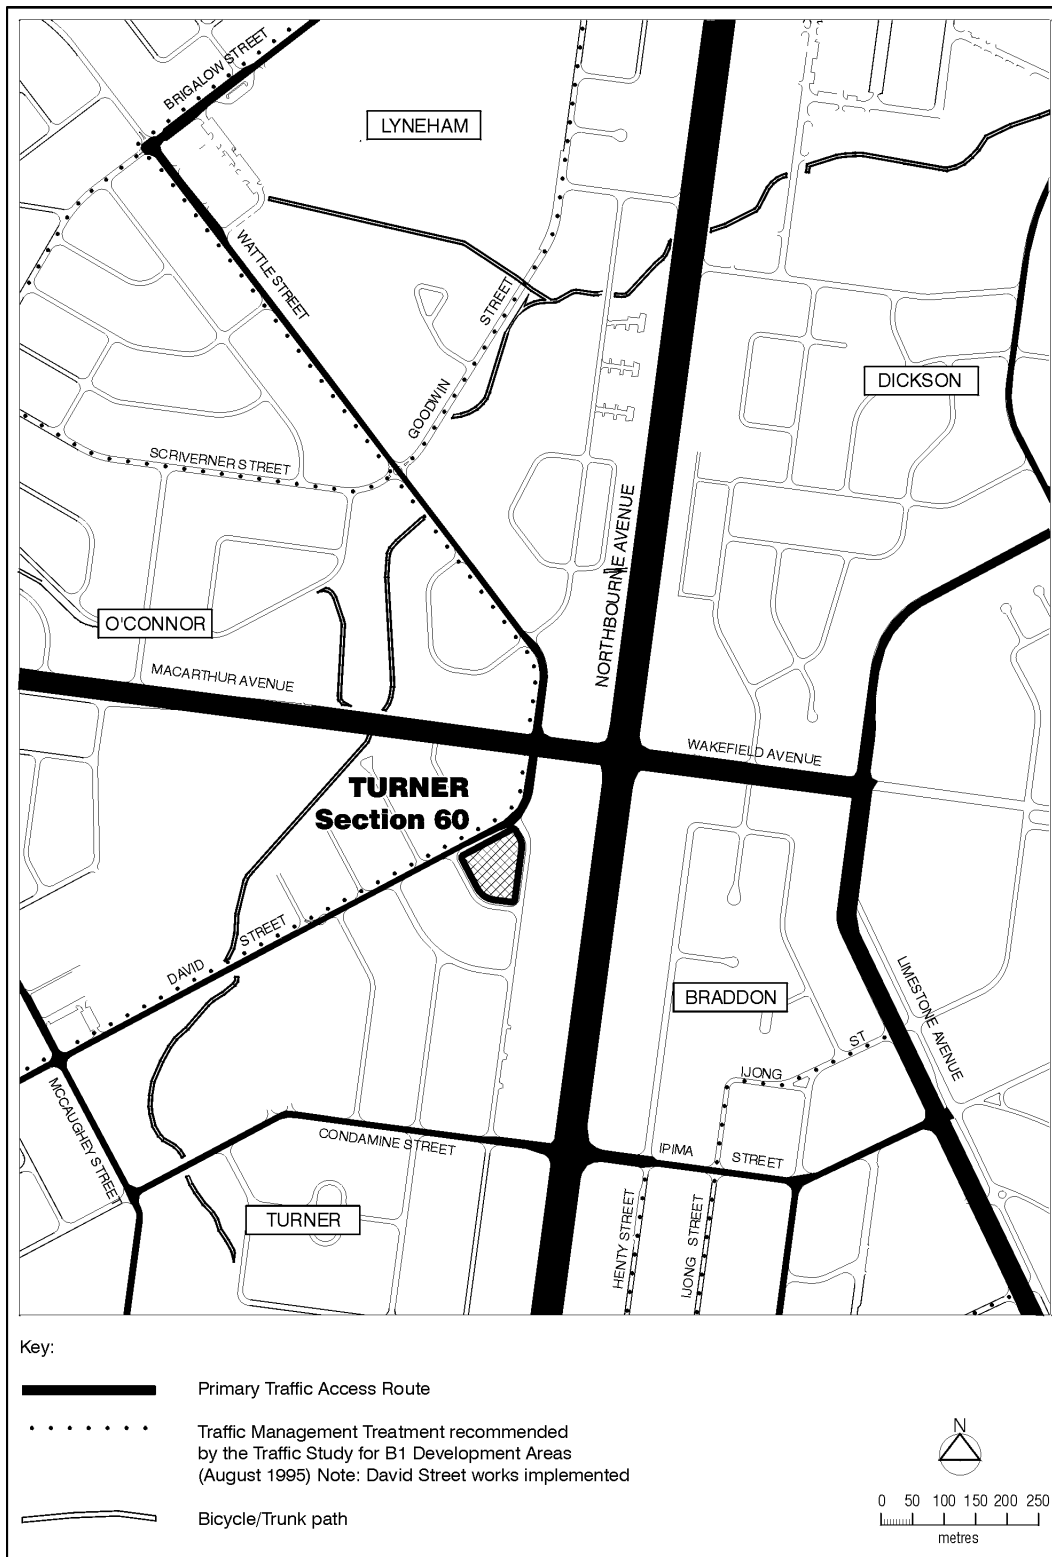 BRIGALOW STREET
LYNEHAM
WATTLE STREET
STREET
GOODWIN
DICKSON
SCRIVERNER STREET
NORTHBOURNE AVENUE
O'CONNOR
MACARTHUR AVENUE
WAKEFIELD AVENUE
TURNER
Section 60
DAVID
STREET
LIMESTONE AVENUE
BRADDON
IJONG
ST
MCCAUGHEY STREET
CONDAMINE STREET
IPIMA
STREET
TURNER
HENTY STREET
IJONG STREET
Key:
Primary Traffic Access Route
Traffic Management Treatment recommended
by the Traffic Study for B1 Development Areas
(August 1995) Note: David Street works implemented
Bicycle/Trunk path
N
0 50 100 150 200 250
metres